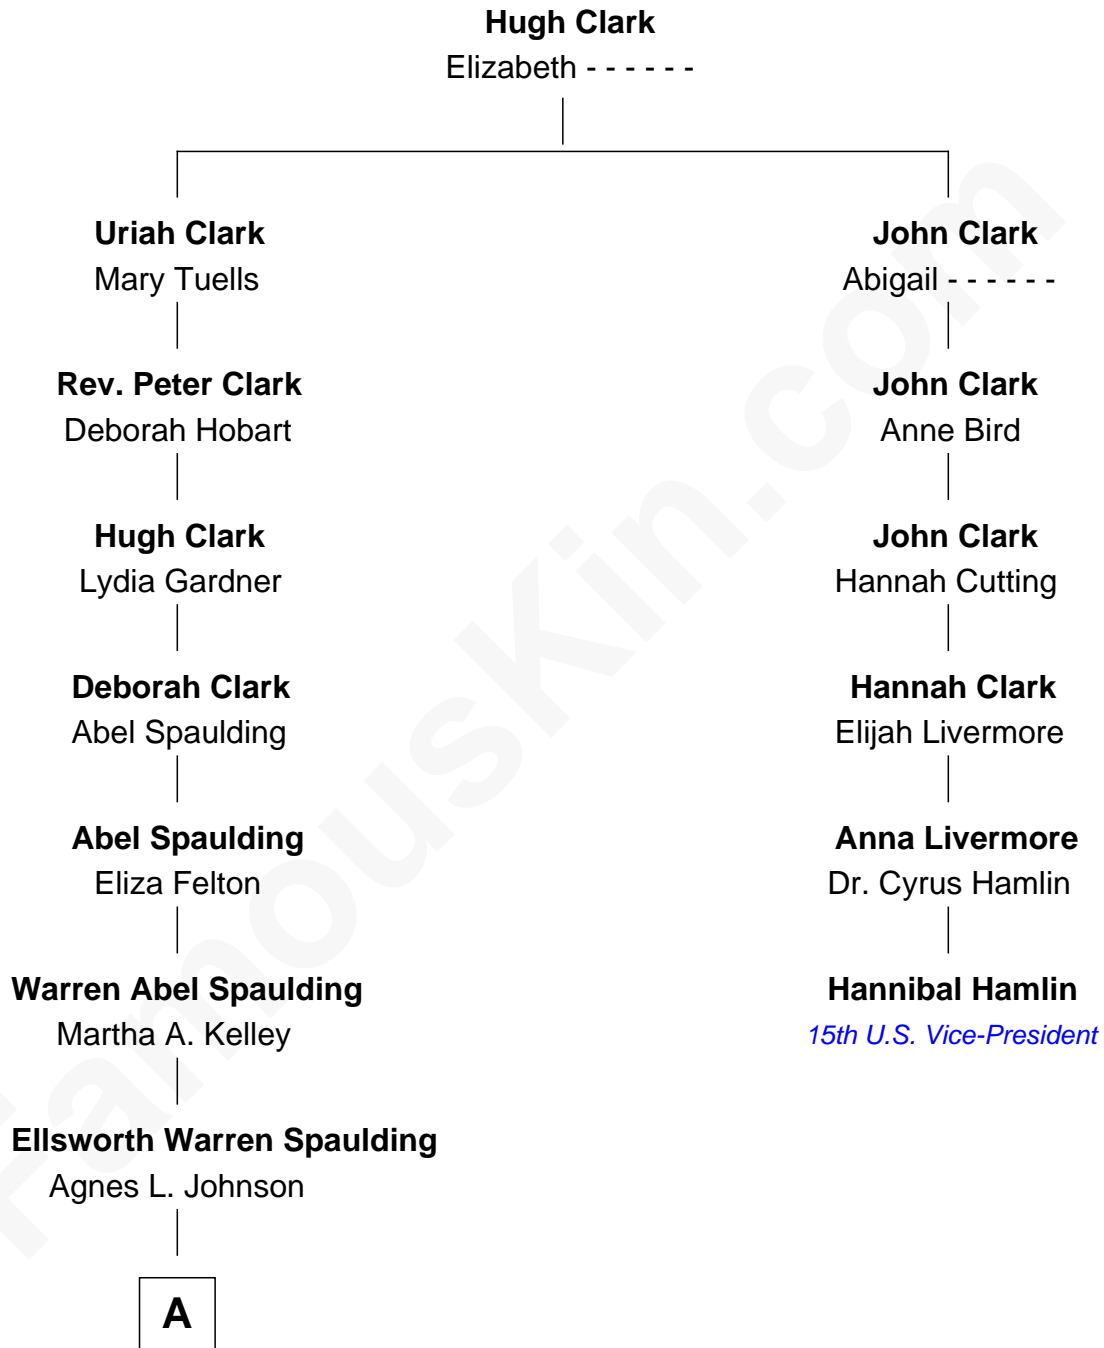 Hugh Clark
Elizabeth - - - - - -
Uriah Clark
Mary Tuells
John Clark
Abigail - - - - - -
Rev. Peter Clark
Deborah Hobart
John Clark
Anne Bird
Hugh Clark
Lydia Gardner
John Clark
Hannah Cutting
Deborah Clark
Abel Spaulding
Hannah Clark
Elijah Livermore
Abel Spaulding
Eliza Felton
Anna Livermore
Dr. Cyrus Hamlin
Warren Abel Spaulding
Martha A. Kelley
Hannibal Hamlin
15th U.S. Vice-President
Ellsworth Warren Spaulding
Agnes L. Johnson
A
FamousKin.com